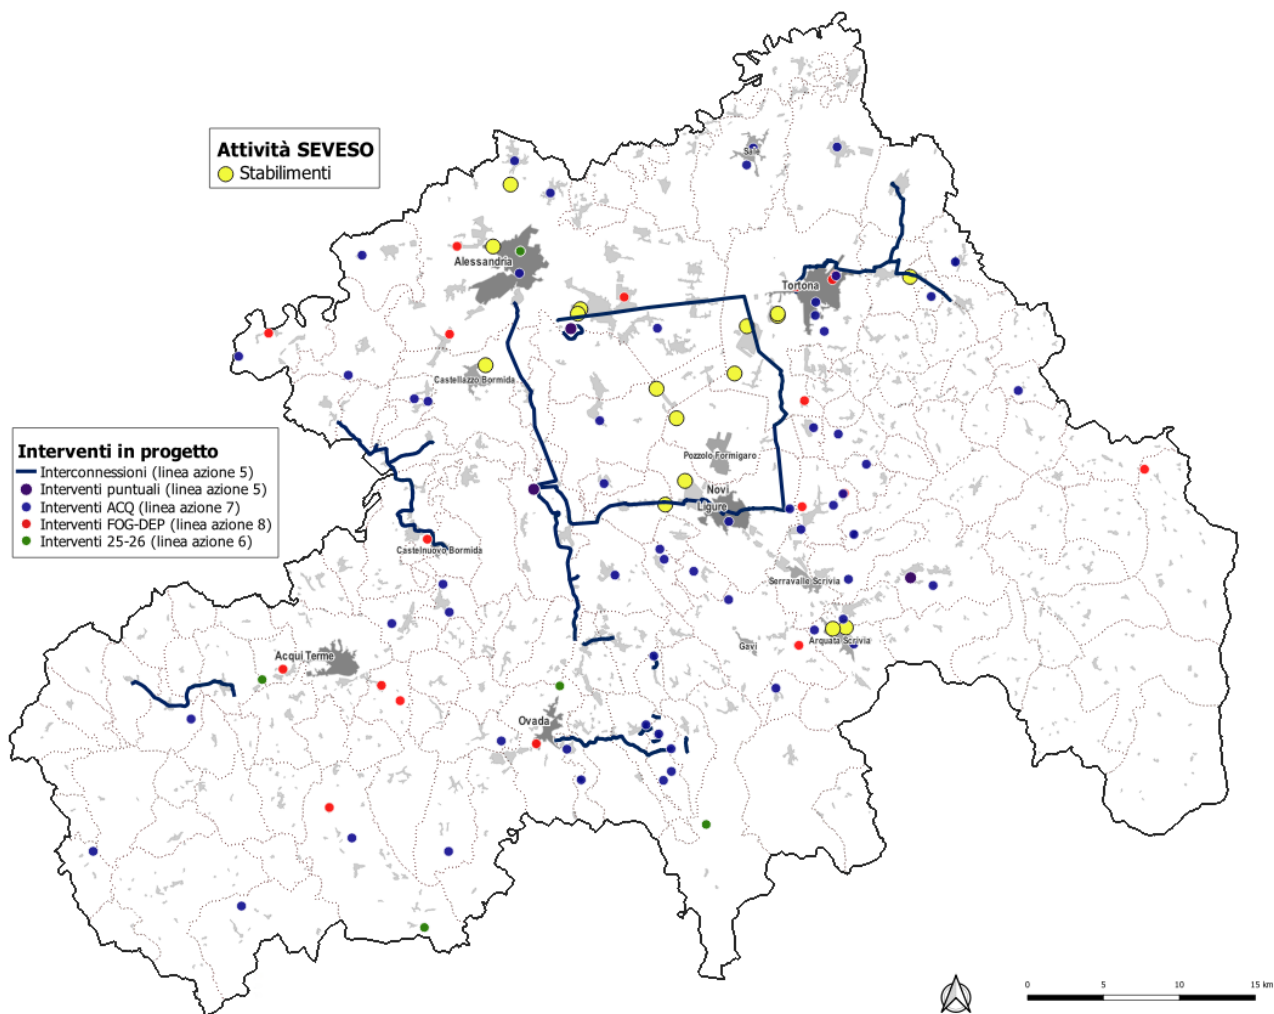 Attività SEVESO
Stabilimenti
Sale
Alessandria
Tortona
Castellazzo Bormida
Interventi in progetto
Interconnessioni (linea azione 5)
Interventi puntuali (linea azione 5)
Interventi ACQ (linea azione 7)
Interventi FOG-DEP (linea azione 8)
Interventi 25-26 (linea azione 6)
Pozzolo Formigaro
Novi
Ligure
Castelnuovo Bormida
Serravalle Scrivia
Arquata Scrivia
Gavi
Acqui Terme
Ovada
0 5 10 15 km